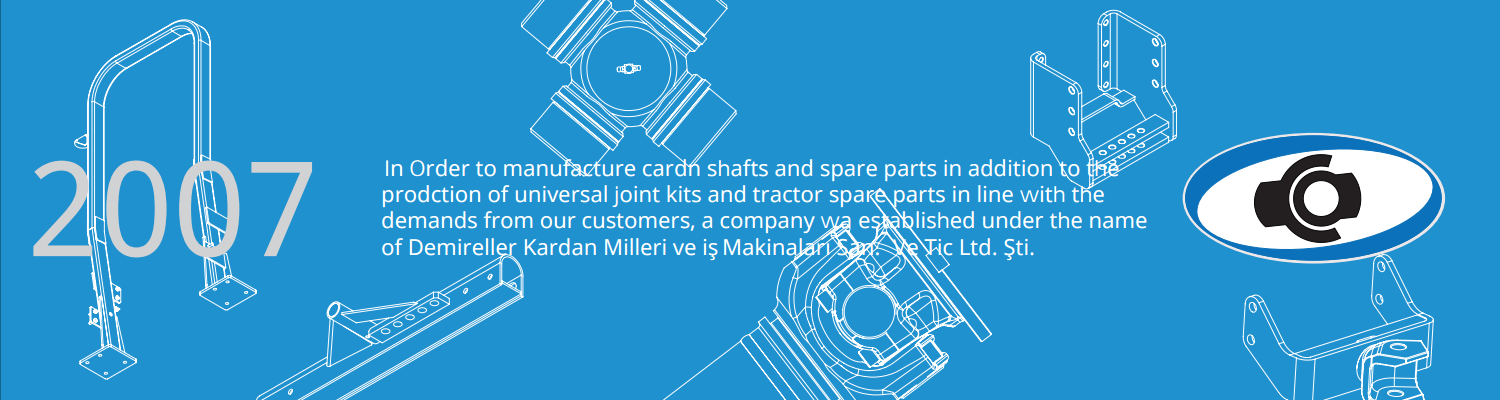 2007
In Order to manufacture cardn shafts and spare parts in addition to the
prodction of universal joint kits and tractor spare parts in line with the
demands from our customers, a company wa established under the name
of Demireller Kardan Milleri ve iş Makinaları San. Ve Tic Ltd. Şti.